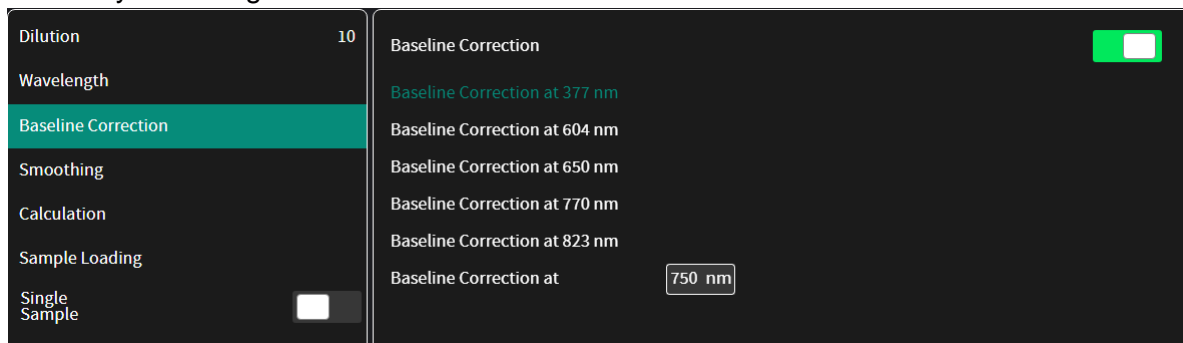 Dilution 10
Wavelength
Baseline Correction
Smoothing
Calculation
Sample Loading
Single
Sample
Baseline Correction
Baseline Correction at 377 nm
Baseline Correction at 604 nm
Baseline Correction at 650 nm
Baseline Correction at 770 nm
Baseline Correction at 823 nm
Baseline Correction at 750 nm